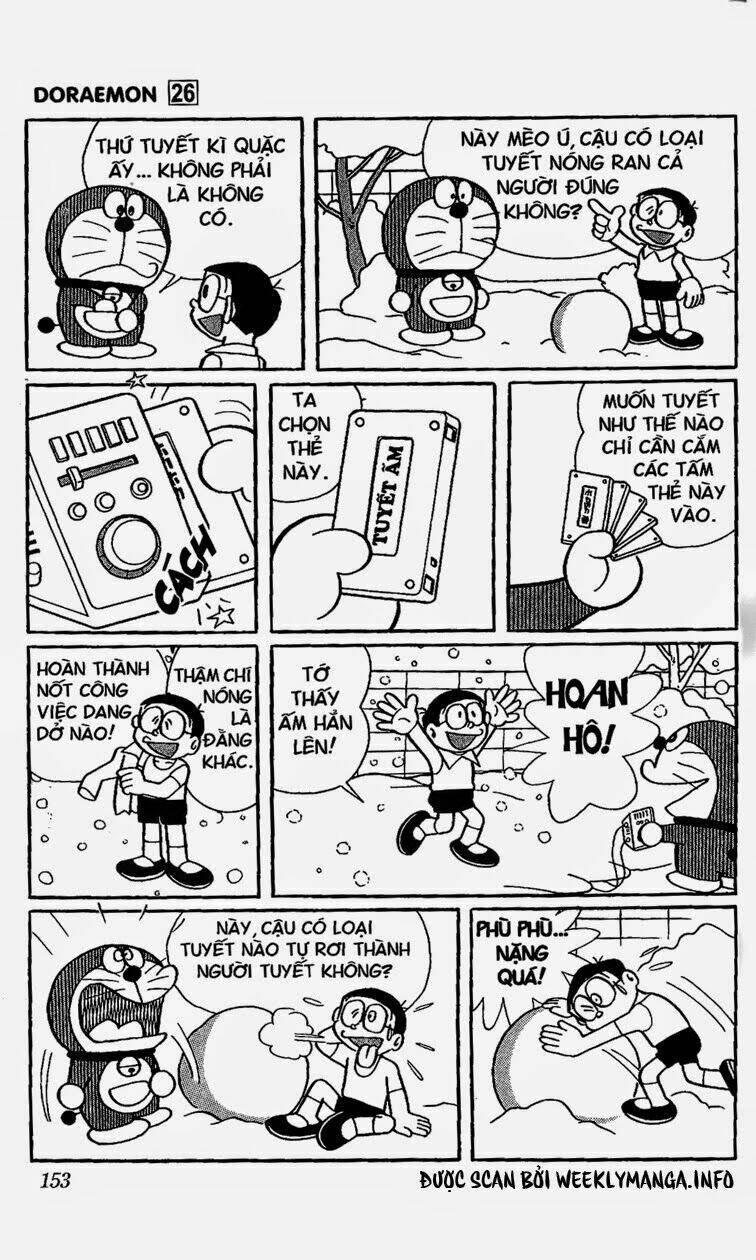 DORAEMON 26
NÀY MÈO Ú, CẬU CÓ LOẠI
TUYẾT NÓNG RAN CẢ
NGƯỜI ĐÚNG
KHÔNG?
THỨ TUYẾT KÌ QUẶC
ẤY... KHÔNG PHẢI
LÀ KHÔNG
CÓ.
MUỐN TUYẾT
NHƯ THẾ NÀO
CHỈ CẦN CẮM
CÁC TẤM
THẺ NÀY
VÀO.
TA
CHỌN
THẺ
NÀY.
TUYẾT ẤM
CÁCH
HOAN
HÔ!
TỚ
THẤY
ẤM HẲN
LÊN!
THẬM CHÍ
NÓNG
LÀ
ĐẰNG
KHÁC.
HOÀN THÀNH
NỐT CÔNG
VIỆC DANG
DỞ NÀO!
PHÙ PHÙ...
NẶNG
QUÁ!
NÀY, CẬU CÓ LOẠI
TUYẾT NÀO TỰ RƠI THÀNH
NGƯỜI TUYẾT KHÔNG?
153
ĐƯỢC SCAN BỞI WEEKLYMANGA.INFO